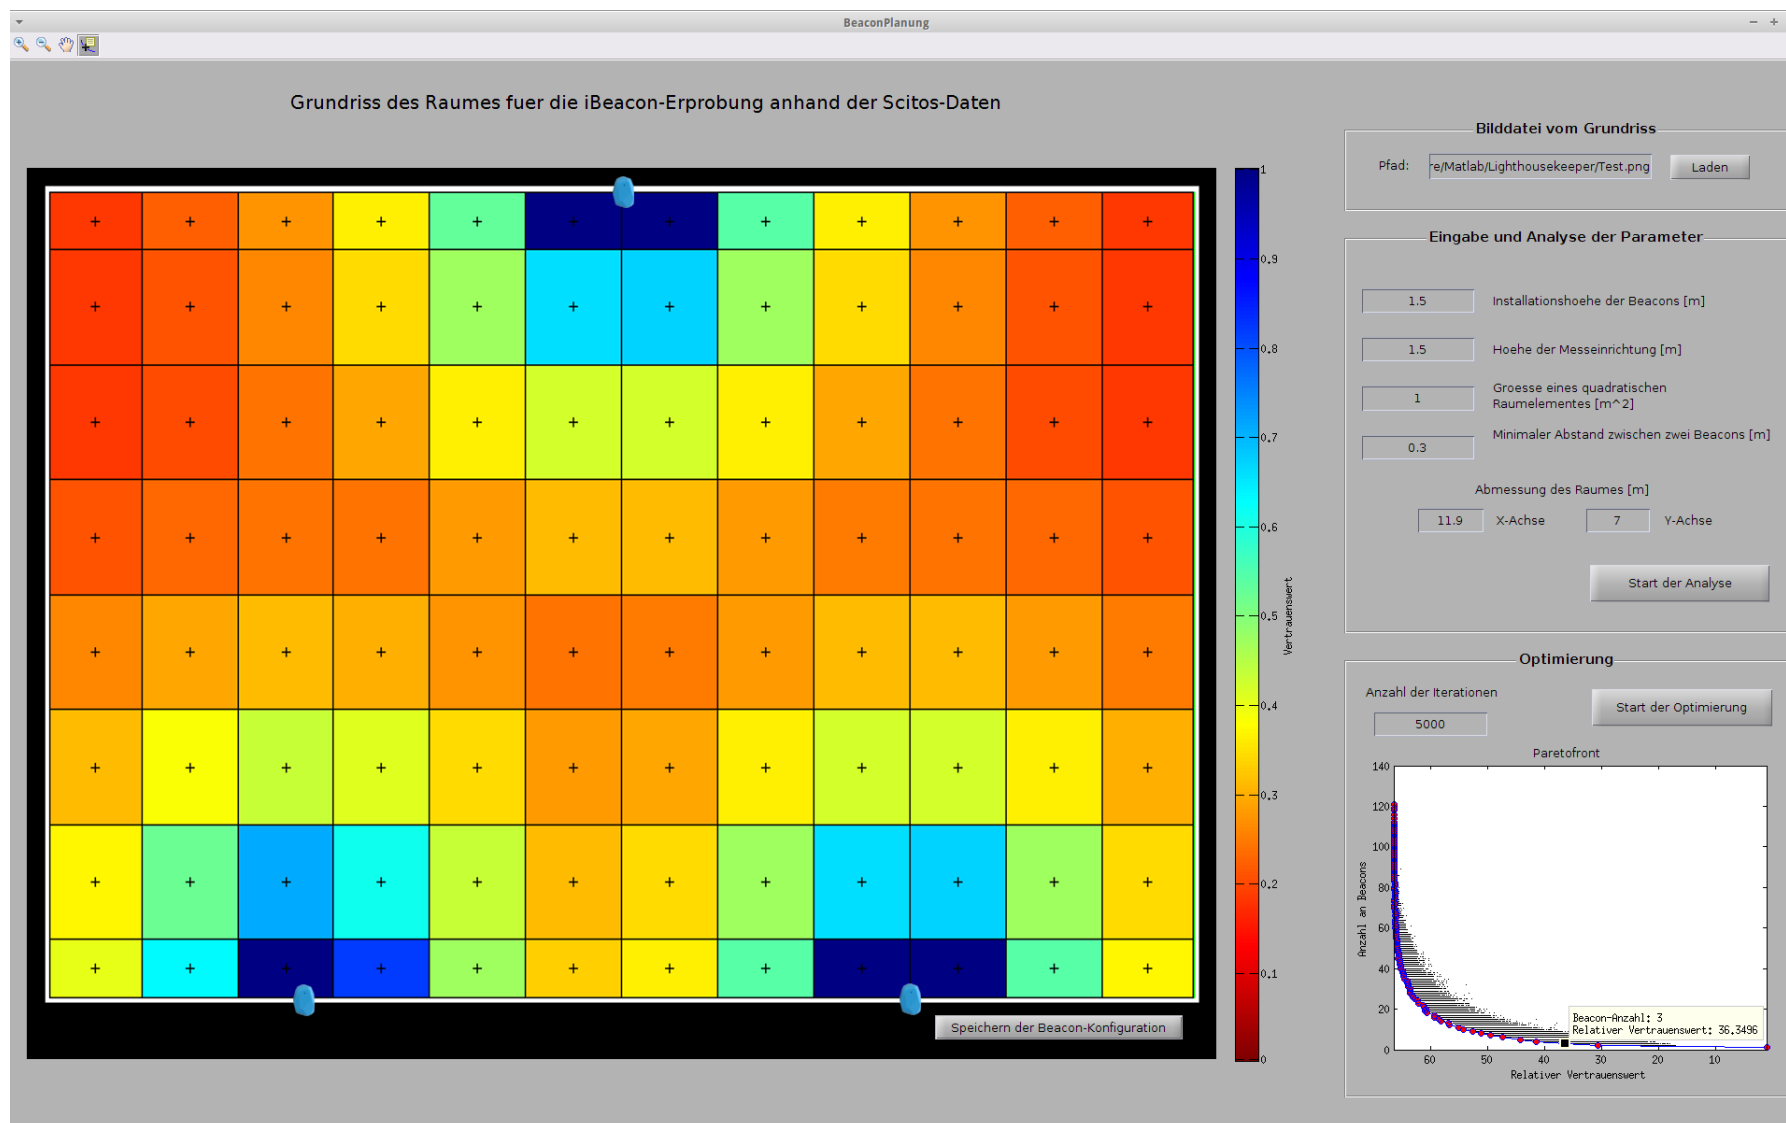 BeaconPlanung
Grundriss des Raumes fuer die iBeacon-Erprobung anhand der Scitos-Daten
1
0.9
0.8
0.7
0.6
0.5
0.4
0.3
0.2
0.1
0
Vertrauenswert
Speichern der Beacon-Konfiguration
Bilddatei vom Grundriss
Pfad: re/Matlab/Lighthousekeeper/Test.png Laden
Eingabe und Analyse der Parameter
1.5 Installationshoehe der Beacons [m]
1.5 Hoehe der Messeinrichtung [m]
1 Groesse eines quadratischen
Raumelementes [m^2]
0.3 Minimaler Abstand zwischen zwei Beacons [m]
Abmessung des Raumes [m]
11.9 X-Achse 7 Y-Achse
Start der Analyse
Optimierung
Anzahl der Iterationen
5000
Start der Optimierung
Paretofront
140
120
100
80
60
40
20
0
Anzahl an Beacons
Beacon-Anzahl: 3
Relativer Vertrauenswert: 36.3496
60 50 40 30 20 10
Relativer Vertrauenswert